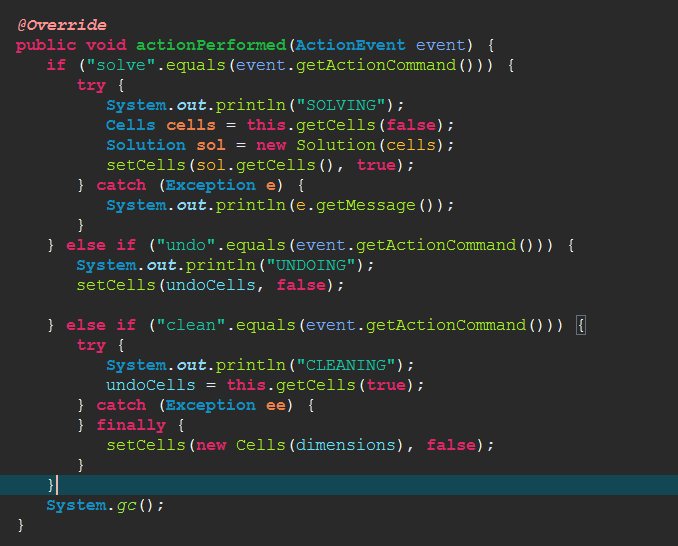 @Override
public void actionPerformed(ActionEvent event) {
if ("solve".equals(event.getActionCommand())) {
try {
System.out.println("SOLVING");
Cells cells = this.getCells(false);
Solution sol = new Solution(cells);
setCells(sol.getCells(), true);
} catch (Exception e) {
System.out.println(e.getMessage());
}
} else if ("undo".equals(event.getActionCommand())) {
System.out.println("UNDOING");
setCells(undoCells, false);
} else if ("clean".equals(event.getActionCommand())) {
try {
System.out.println("CLEANING");
undoCells = this.getCells(true);
} catch (Exception ee) {
} finally {
setCells(new Cells(dimensions), false);
}
}
System.gc();
}